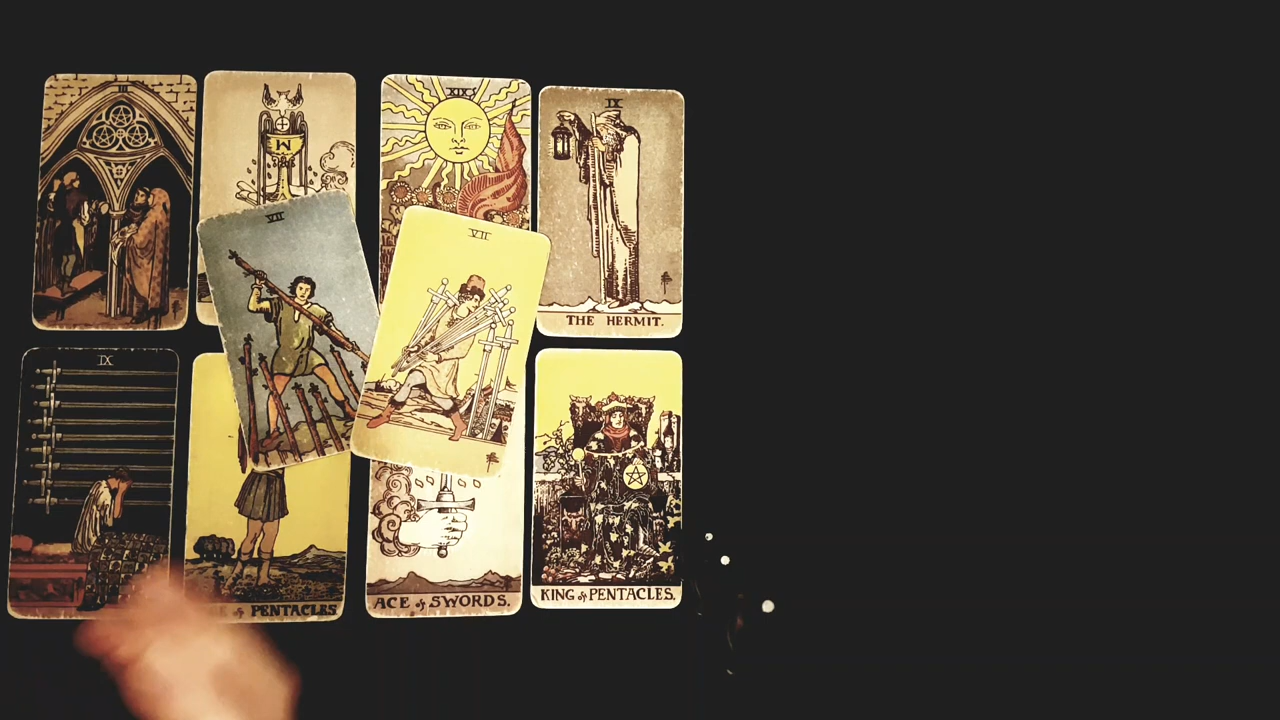 III
XIX
IX
THE HERMIT.
VII
VII
IX
PENTACLES
ACE of SWORDS.
KING of PENTACLES.